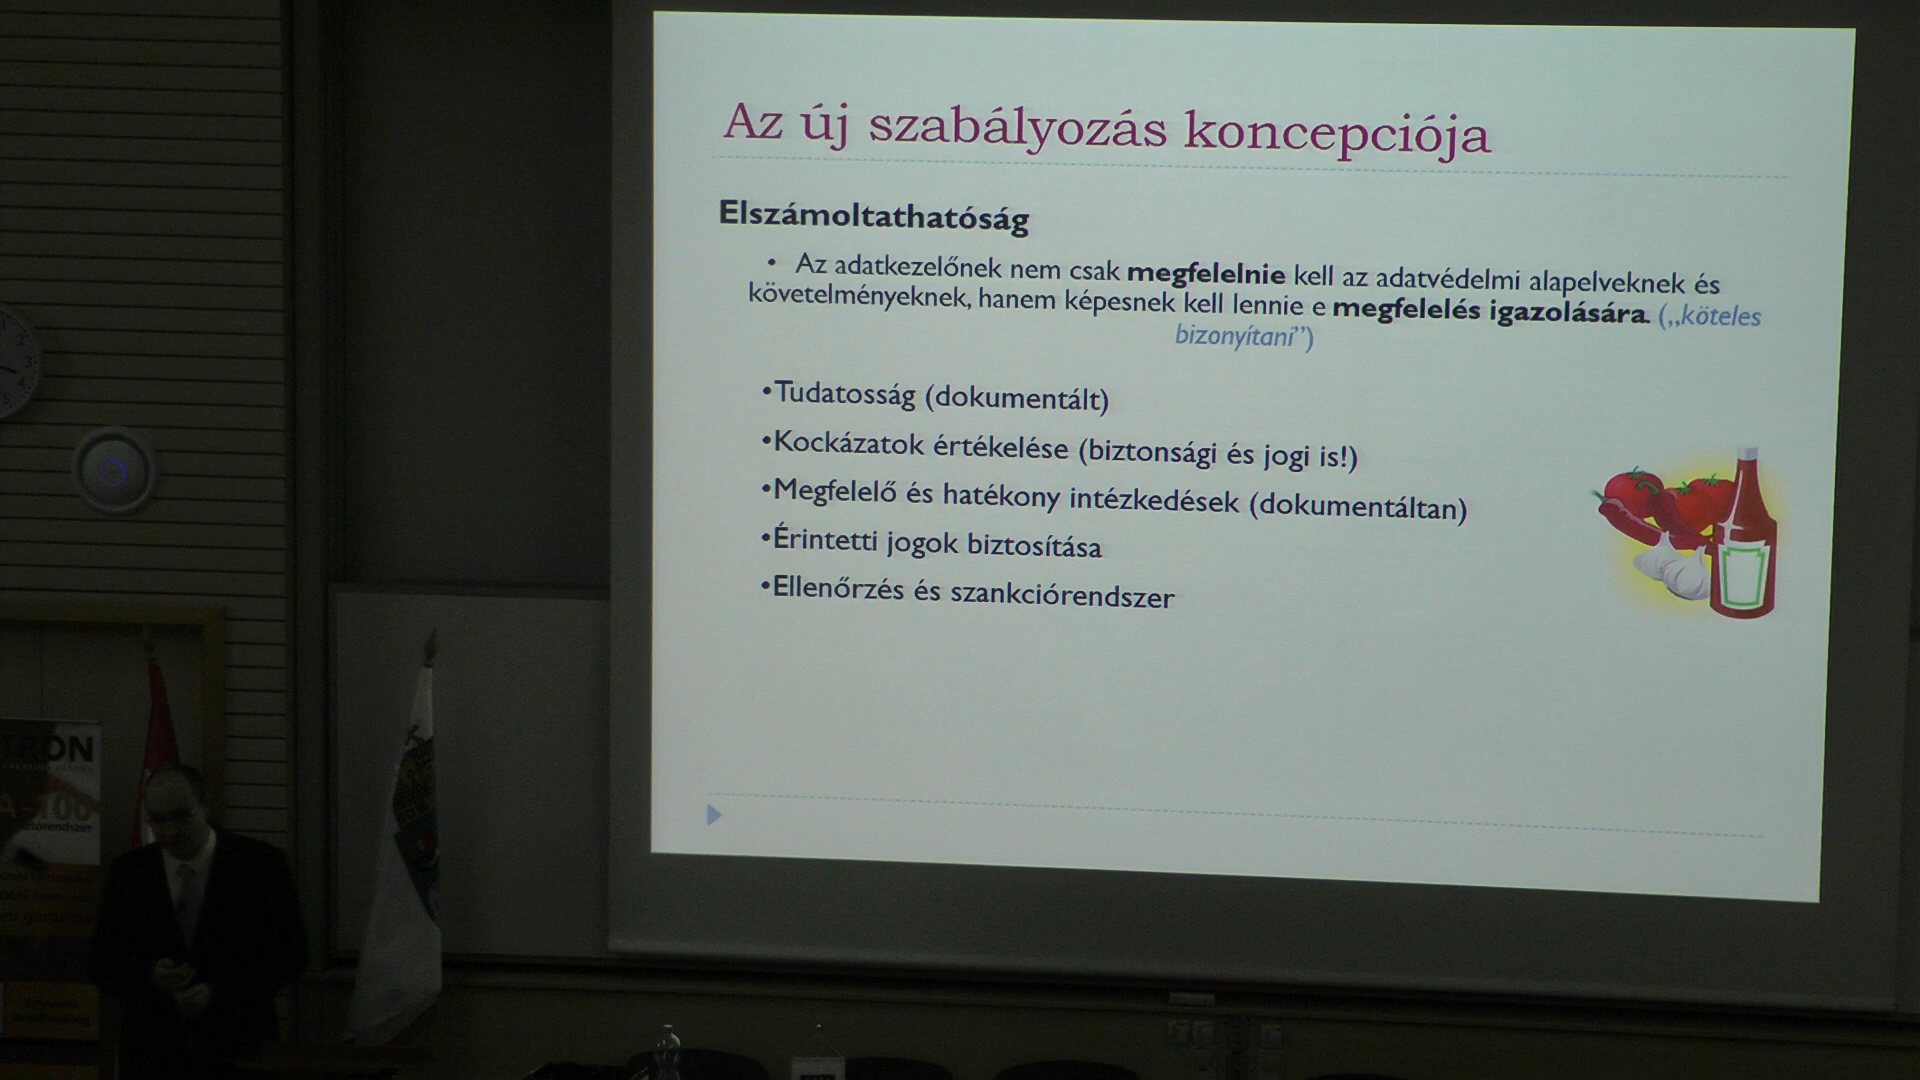 Az új szabályozás koncepciója
Elszámoltathatóság
• Az adatkezelőnek nem csak megfelelnie kell az adatvédelmi alapelveknek és
követelményeknek, hanem képesnek kell lennie e megfelelés igazolására. („köteles
bizonyítani”)
•Tudatosság (dokumentált)
•Kockázatok értékelése (biztonsági és jogi is!)
•Megfelelő és hatékony intézkedések (dokumentáltan)
•Érintetti jogok biztosítása
•Ellenőrzés és szankciórendszer
TRON
A-100